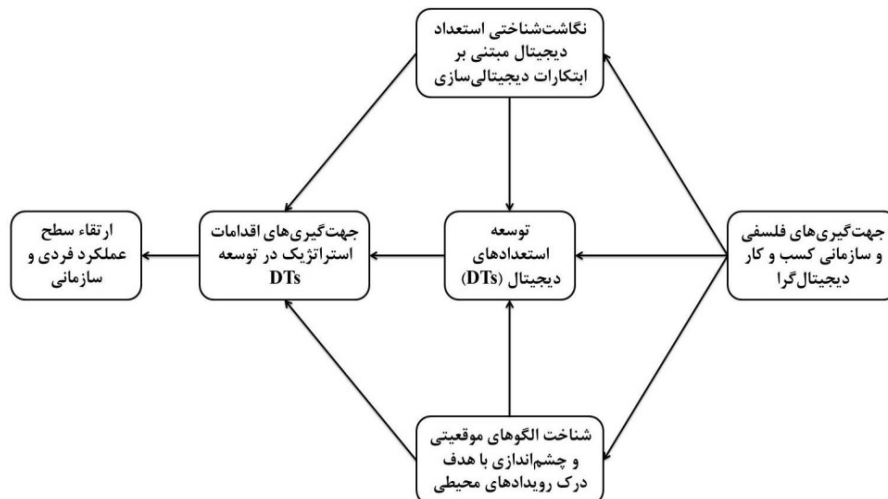 نگاشت‌شناختی استعداد
دیجیتال مبتنی بر
ابتکارات دیجیتالی‌سازی
جهت‌گیری‌های فلسفی
و سازمانی کسب و کار
دیجیتال‌گرا
توسعه
استعدادهای
دیجیتال (DTs)
جهت‌گیری‌های اقدامات
استراتژیک در توسعه
DTs
ارتقاء سطح
عملکرد فردی و
سازمانی
شناخت الگوهای موقعیتی
و چشم‌اندازی با هدف
درک رویدادهای محیطی